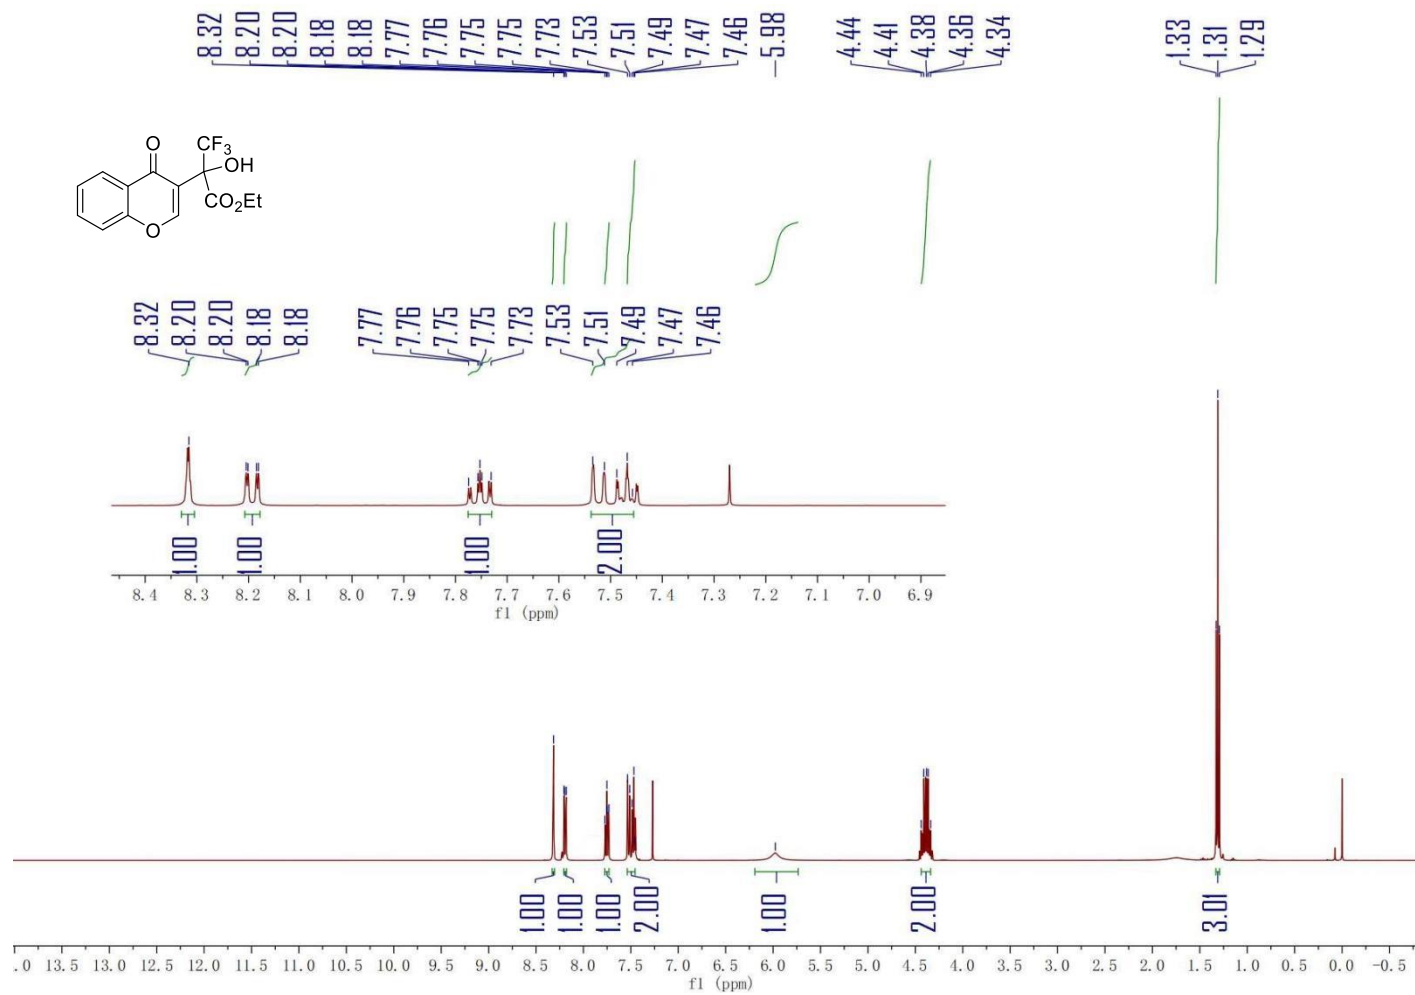 8.32 8.20 8.20 8.18 8.18 7.77 7.76 7.75 7.75 7.73 7.53 7.51 7.49 7.47 7.46 5.98 4.44 4.41 4.38 4.36 4.34 1.33 1.31 1.29
O
CF3
OH
CO2Et
O
8.32 8.20 8.20 8.18 8.18 7.77 7.76 7.75 7.75 7.73 7.53 7.51 7.49 7.47 7.46
1.00 1.00 1.00 2.00
8.4 8.3 8.2 8.1 8.0 7.9 7.8 7.7 7.6 7.5 7.4 7.3 7.2 7.1 7.0 6.9
f1 (ppm)
1.00 1.00 1.00 2.00 1.00 2.00 3.01
.0 13.5 13.0 12.5 12.0 11.5 11.0 10.5 10.0 9.5 9.0 8.5 8.0 7.5 7.0 6.5 6.0 5.5 5.0 4.5 4.0 3.5 3.0 2.5 2.0 1.5 1.0 0.5 0.0 -0.5
f1 (ppm)